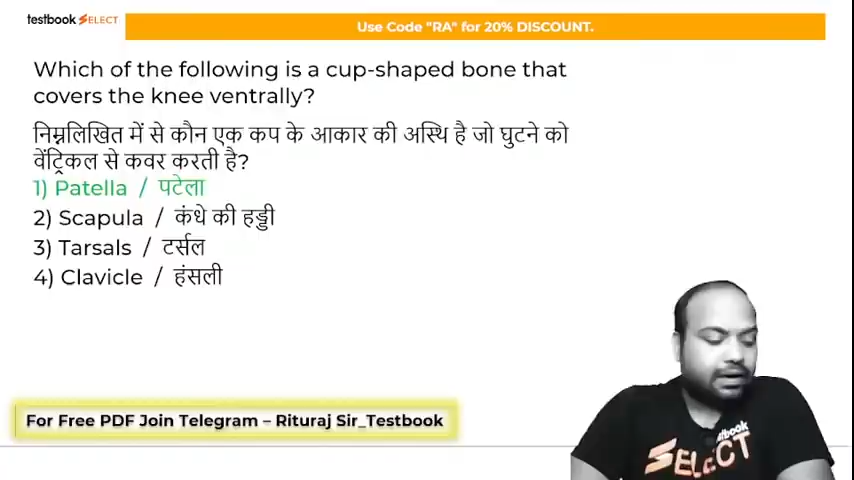 testbook SELECT
Use Code "RA" for 20% DISCOUNT.
Which of the following is a cup-shaped bone that
covers the knee ventrally?
निम्नलिखित में से कौन एक कप के आकार की अस्थि है जो घुटने को
वेंट्रिकल से कवर करती है?
1) Patella / पटेला
2) Scapula / कंधे की हड्डी
3) Tarsals / टर्सल
4) Clavicle / हंसली
For Free PDF Join Telegram – Rituraj Sir_Testbook
testbook
SELECT